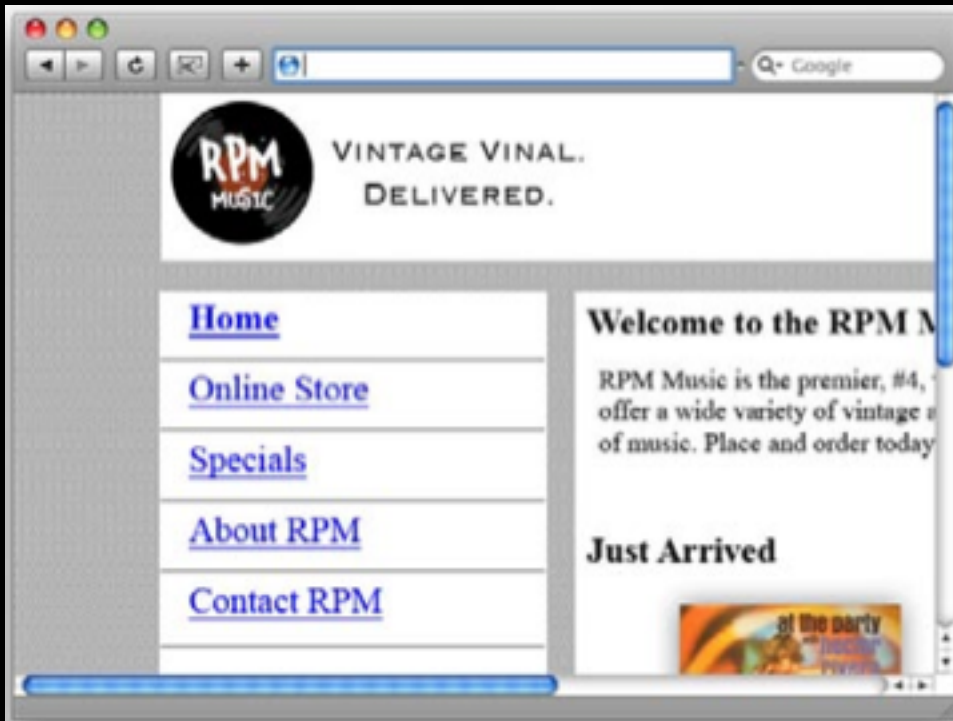 Google
RPM
MUSIC
VINTAGE VINAL.
DELIVERED.
Home
Online Store
Specials
About RPM
Contact RPM
Welcome to the RPM
RPM Music is the premier, #4,
offer a wide variety of vintage
of music. Place and order today
Just Arrived
at the party
hector
rivera